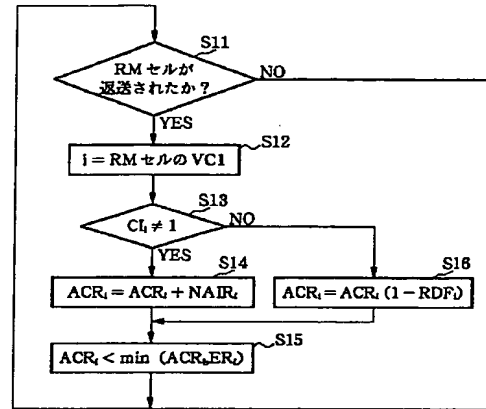 S11
RMセルが
返送されたか?
NO
YES
S12
i = RMセルのVC1
S13
CIᵢ ≠ 1
NO
YES
S14
ACRᵢ = ACRᵢ + NAIRᵢ
S16
ACRᵢ = ACRᵢ (1 − RDFᵢ)
S15
ACRᵢ < min (ACRᵢ,ERᵢ)